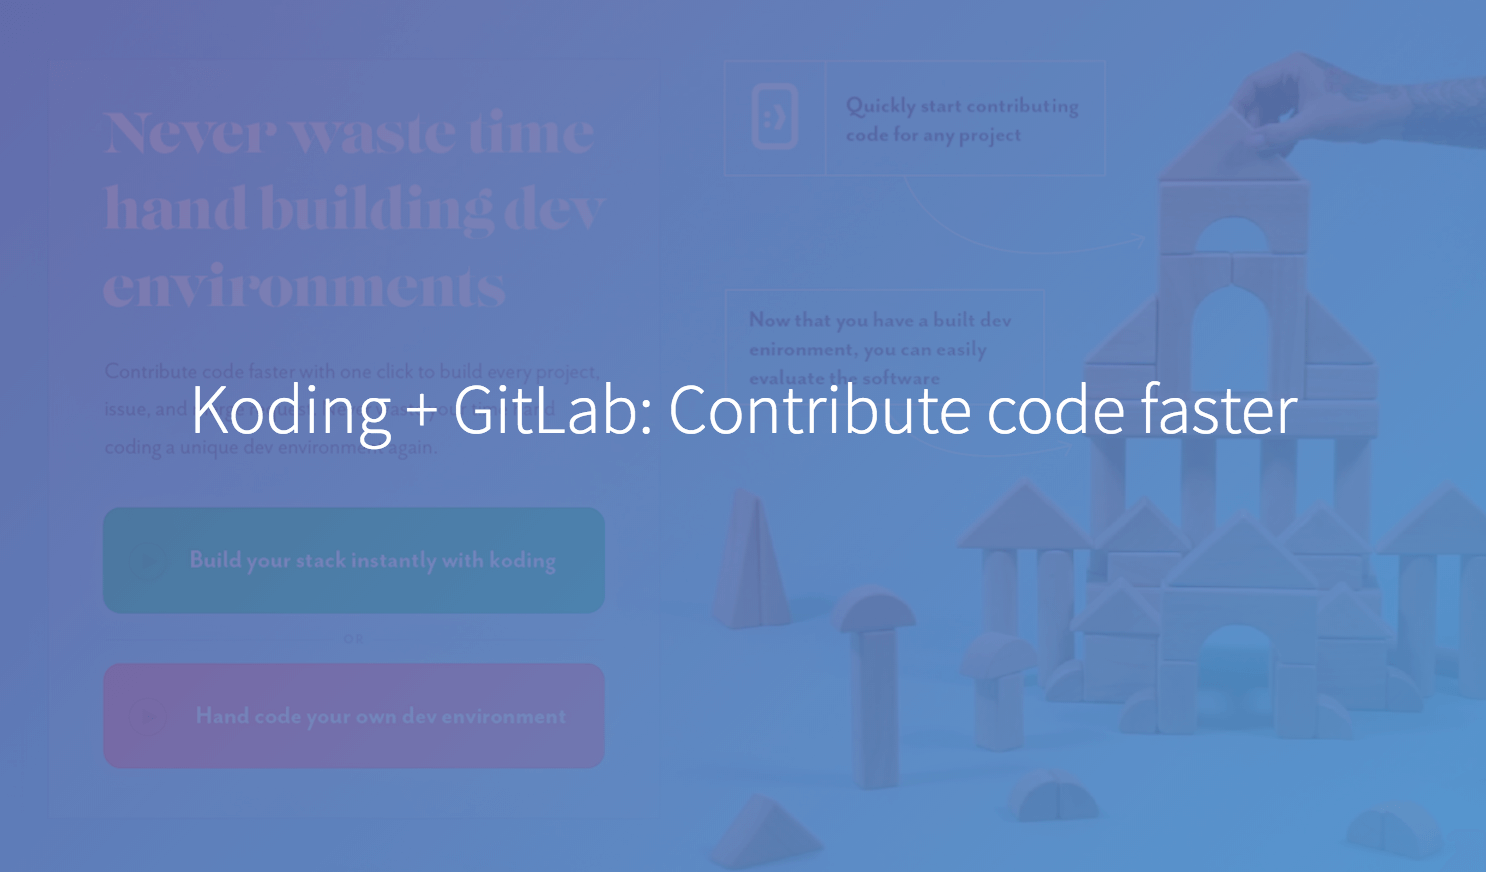 Never waste time
hand building dev
environments
Contribute code faster with one click to build every project,
issue, and
coding a unique dev environment again.
Build your stack instantly with koding
OR
Hand code your own dev environment
Quickly start contributing
code for any project
Now that you have a built dev
enironment, you can easily
evaluate the software
Koding + GitLab: Contribute code faster